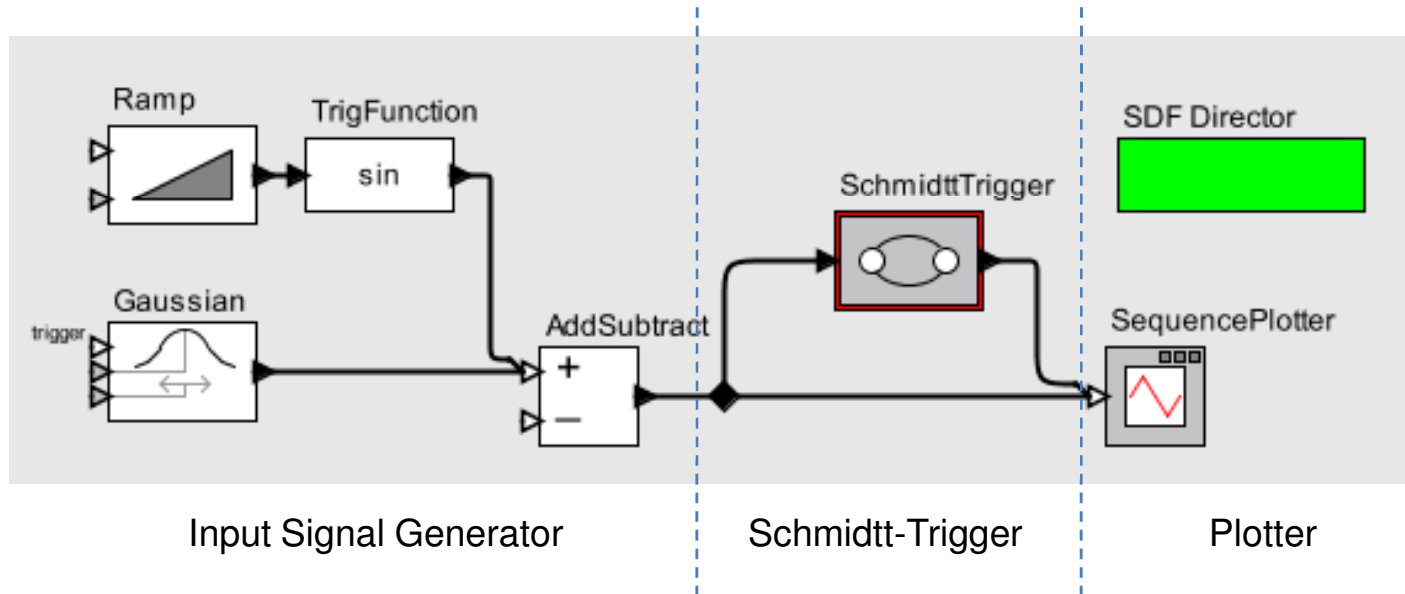 Ramp
TrigFunction
sin
Gaussian
trigger
AddSubtract
+
−
SchmidttTrigger
SDF Director
SequencePlotter
Input Signal Generator
Schmidtt-Trigger
Plotter